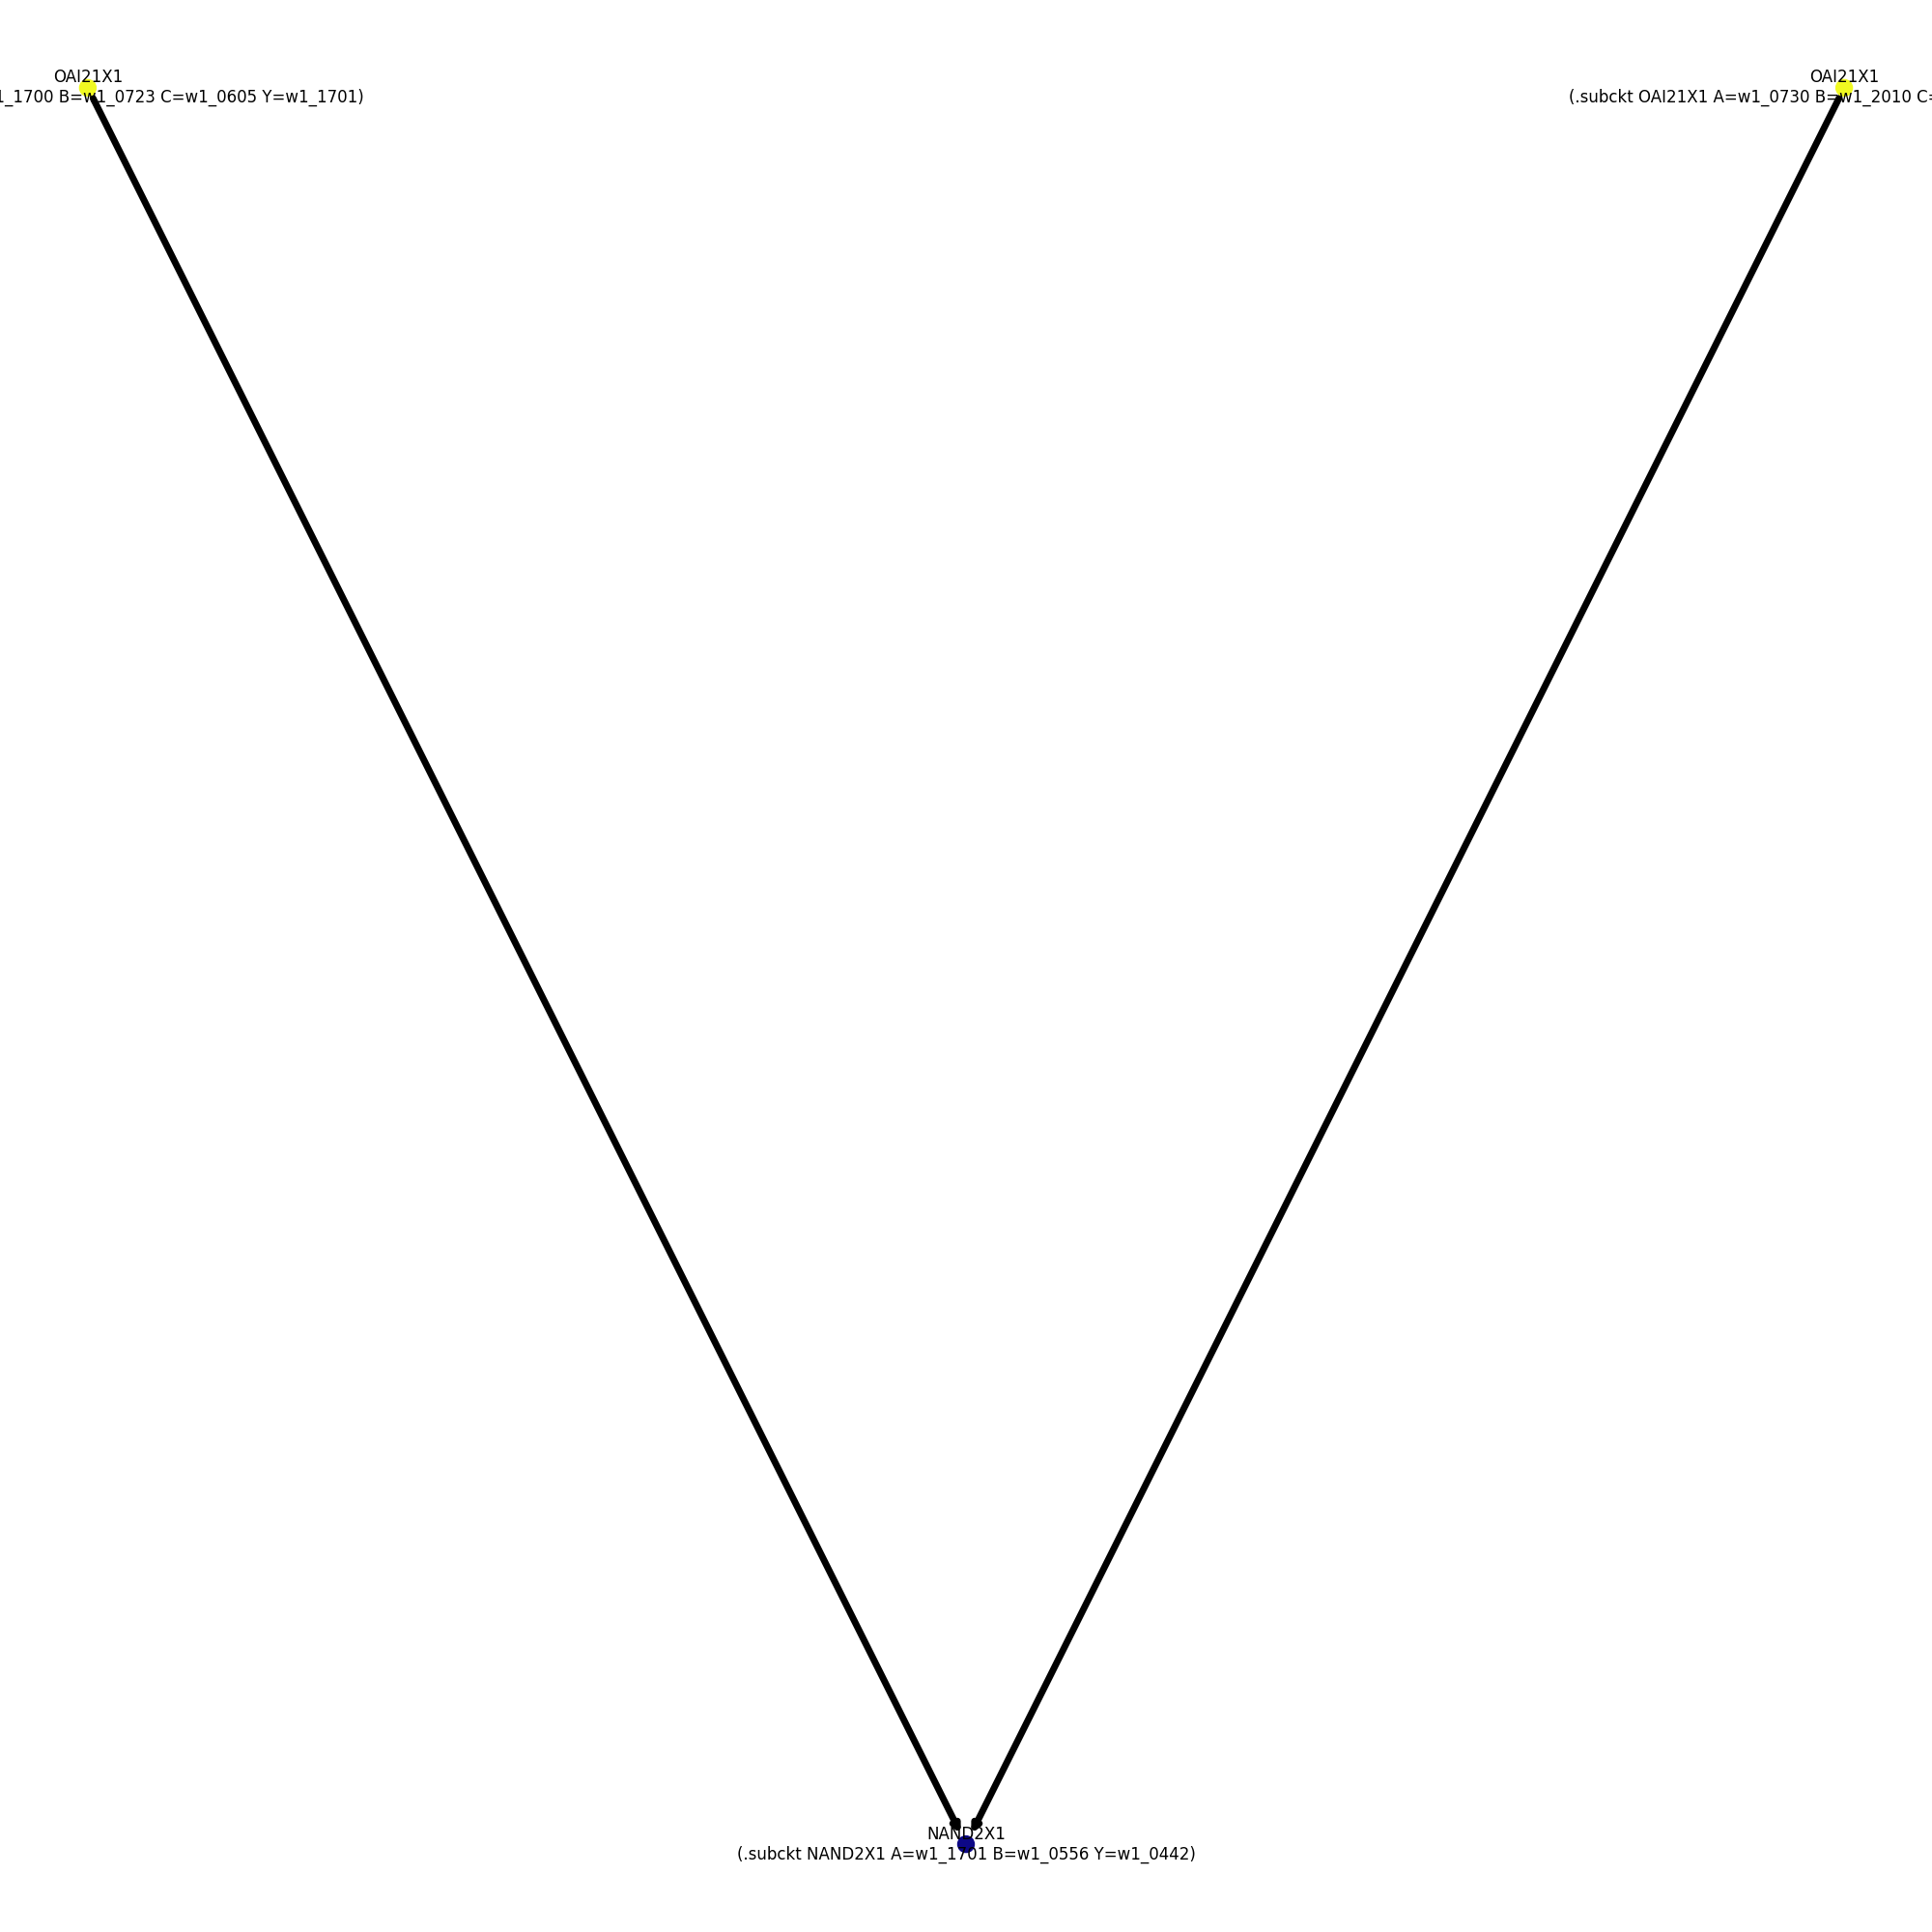 OAI21X1
1_1700 B=w1_0723 C=w1_0605 Y=w1_1701)
OAI21X1
(.subckt OAI21X1 A=w1_0730 B=w1_2010 C=
NAND2X1
(.subckt NAND2X1 A=w1_1701 B=w1_0556 Y=w1_0442)